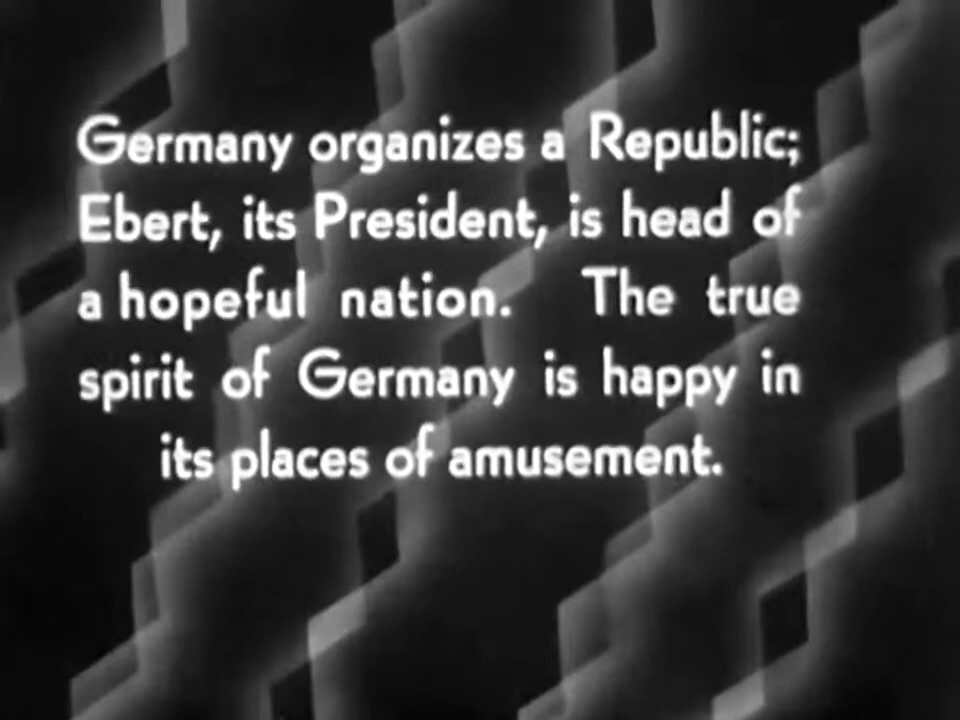 Germany organizes a Republic;
Ebert, its President, is head of
a hopeful nation. The true
spirit of Germany is happy in
its places of amusement.